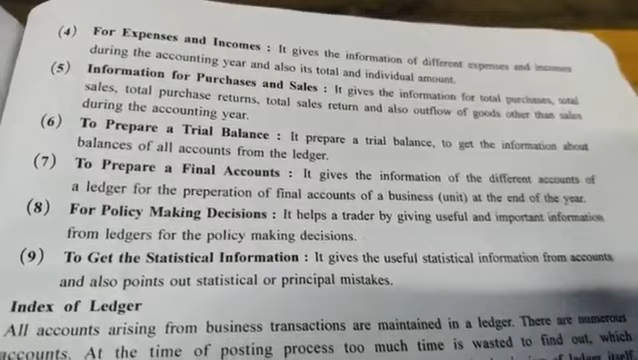 (4) For Expenses and Incomes : It gives the information of different expenses and incomes
during the accounting year and also its total and individual amount.
(5) Information for Purchases and Sales : It gives the information for total purchases, total
sales, total purchase returns, total sales return and also outflow of goods other than sales
during the accounting year.
(6) To Prepare a Trial Balance : It prepare a trial balance, to get the information about
balances of all accounts from the ledger.
(7) To Prepare a Final Accounts : It gives the information of the different accounts of
a ledger for the preperation of final accounts of a business (unit) at the end of the year.
(8) For Policy Making Decisions : It helps a trader by giving useful and important information
from ledgers for the policy making decisions.
(9) To Get the Statistical Information : It gives the useful statistical information from accounts
and also points out statistical or principal mistakes.
Index of Ledger
All accounts arising from business transactions are maintained in a ledger. There are numerous
accounts. At the time of posting process too much time is wasted to find out, which
of ledger itself